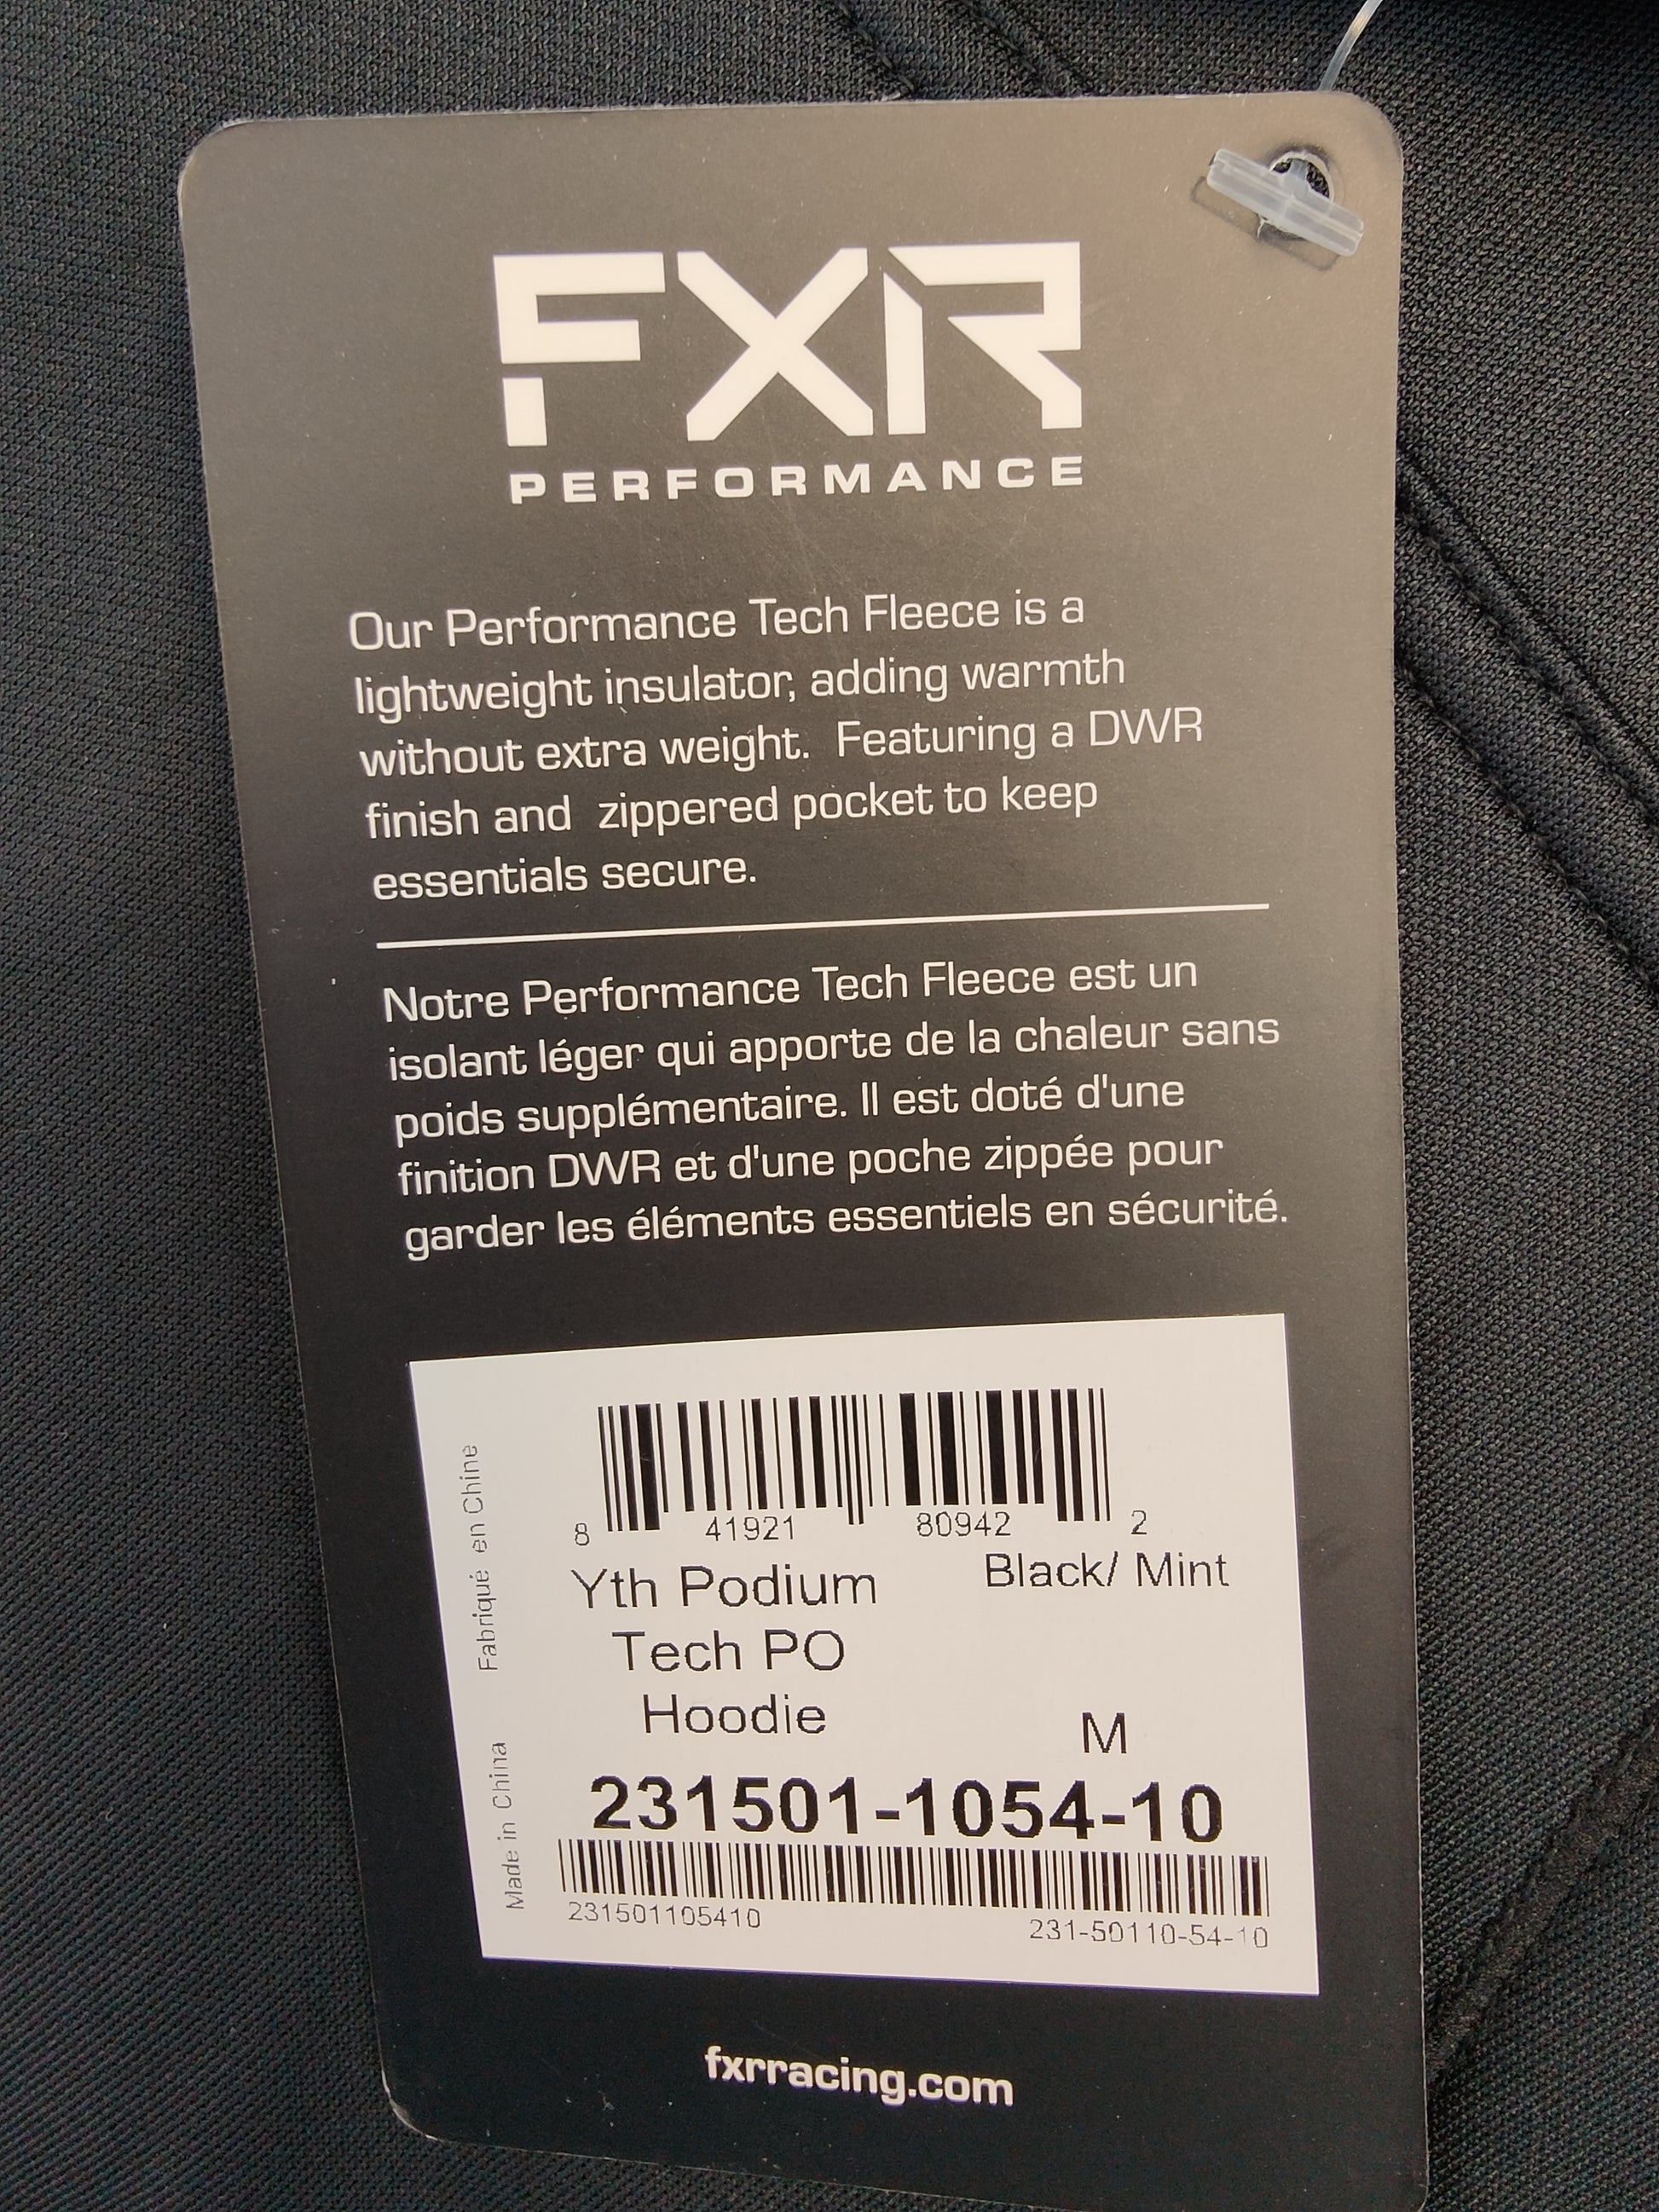 FXR
PERFORMANCE
Our Performance Tech Fleece is a
lightweight insulator, adding warmth
without extra weight. Featuring a DWR
finish and zippered pocket to keep
essentials secure.
Notre Performance Tech Fleece est un
isolant léger qui apporte de la chaleur sans
poids supplémentaire. Il est doté d'une
finition DWR et d'une poche zippée pour
garder les éléments essentiels en sécurité.
Made in China Fabriqué en Chine
8 41921 80942 2
Yth Podium Black/ Mint
Tech PO
Hoodie M
231501-1054-10
231501105410 231-50110-54-10
fxrracing.com